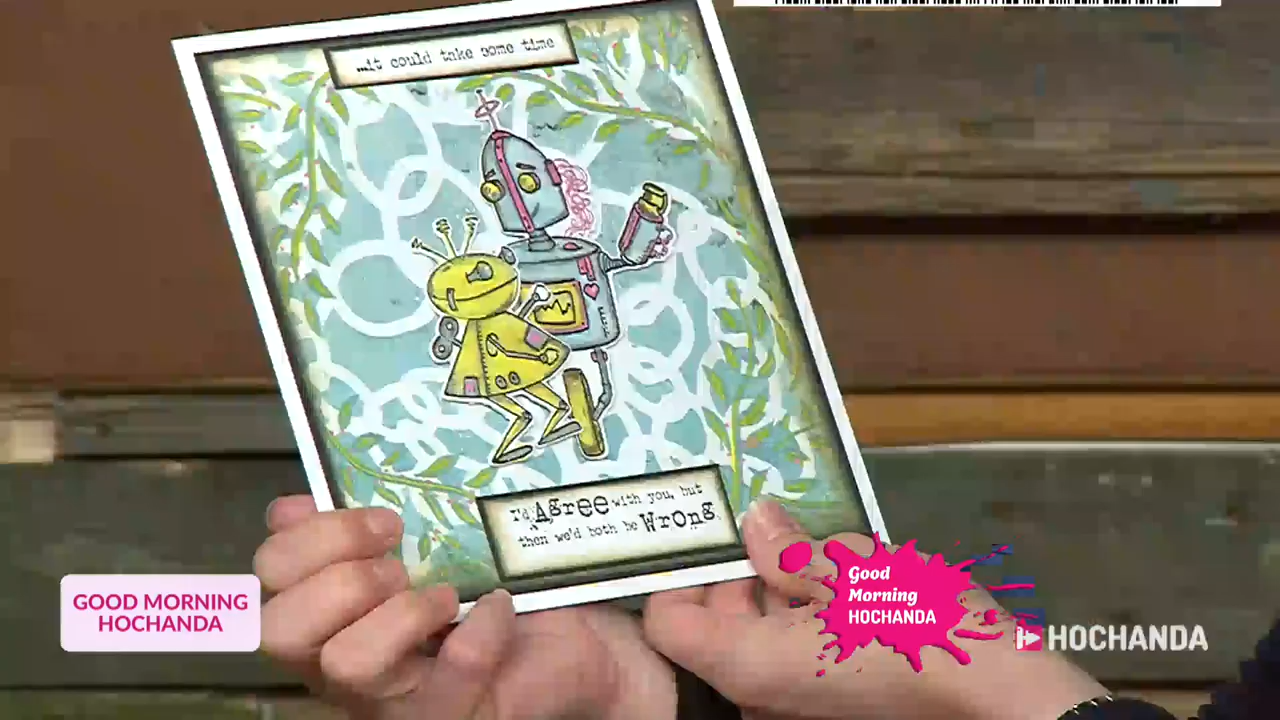 ...it could take some time
I'd Agree with you, but
then we'd both be WrOng.
GOOD MORNING
HOCHANDA
Good
Morning
HOCHANDA
HOCHANDA